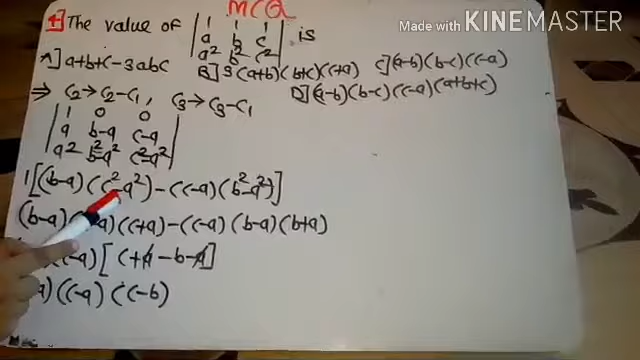 Made with KINEMASTER
MCQ
1] The value of | 1 1 1 | is
| a b c |
| a² b² c² |
A] a+b+c-3abc
B] 3(a+b)(b+c)(c+a) C] (a-b)(b-c)(c-a)
D] (a-b)(b-c)(c-a)(a+b+c)
⇒ C₂→C₂-C₁, C₃→C₃-C₁
| 1 0 0 |
| a b-a c-a |
| a² b²-a² c²-a² |
1[(b-a)(c²-a²)-(c-a)(b²-a²)]
(b-a) a)(c+a)-(c-a)(b-a)(b+a)
-a)[c+a-b-a]
a)(c-a)(c-b)